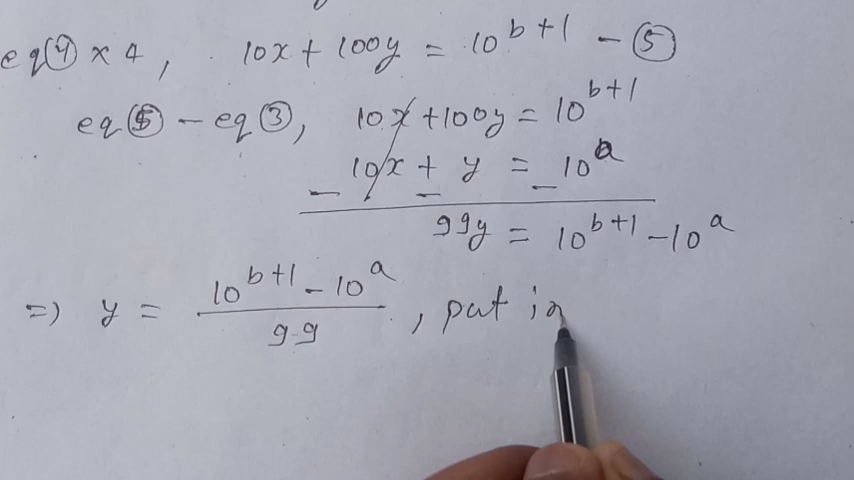 eq④ × 4, 10x + 100y = 10^{b+1} - ⑤
eq⑤ - eq③, 10x + 100y = 10^{b+1}
10x + y = 10^a
- - -
99y = 10^{b+1} - 10^a
=) y = \frac{10^{b+1} - 10^a}{99}, put in